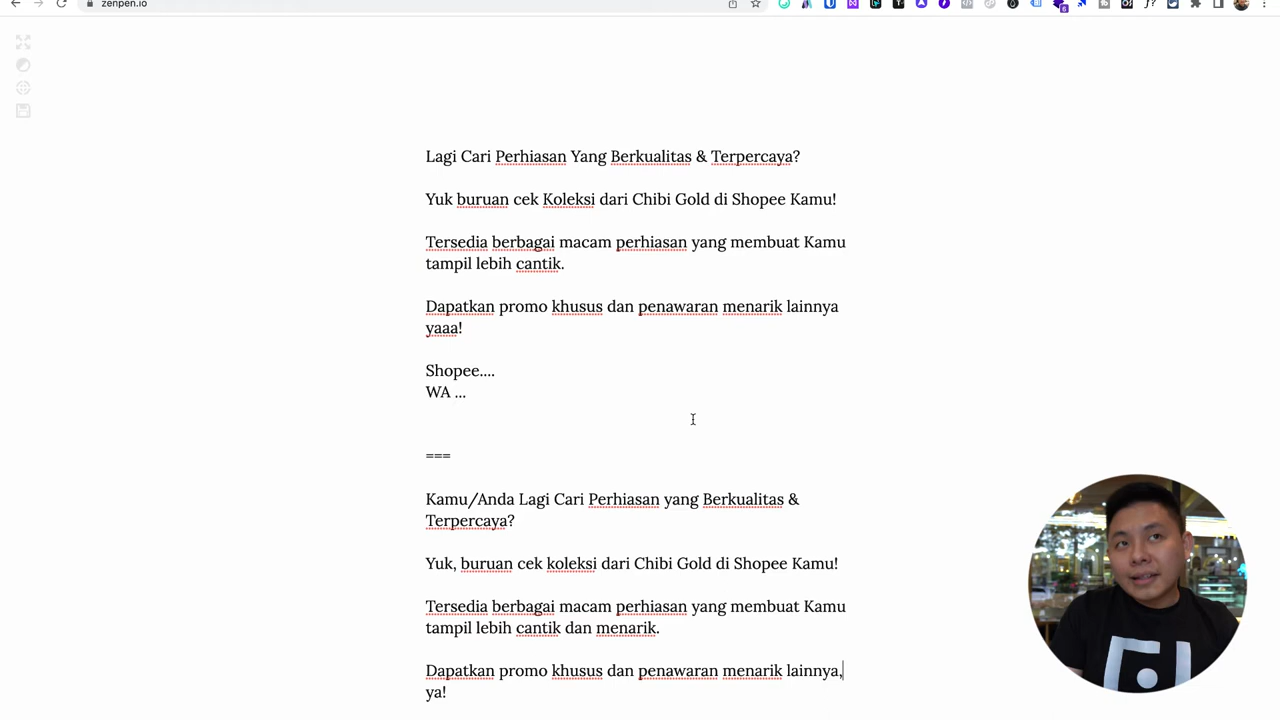 zenpen.io
Lagi Cari Perhiasan Yang Berkualitas & Terpercaya?
Yuk buruan cek Koleksi dari Chibi Gold di Shopee Kamu!
Tersedia berbagai macam perhiasan yang membuat Kamu
tampil lebih cantik.
Dapatkan promo khusus dan penawaran menarik lainnya
yaaa!
Shopee....
WA ...
===
Kamu/Anda Lagi Cari Perhiasan yang Berkualitas &
Terpercaya?
Yuk, buruan cek koleksi dari Chibi Gold di Shopee Kamu!
Tersedia berbagai macam perhiasan yang membuat Kamu
tampil lebih cantik dan menarik.
Dapatkan promo khusus dan penawaran menarik lainnya,
ya!